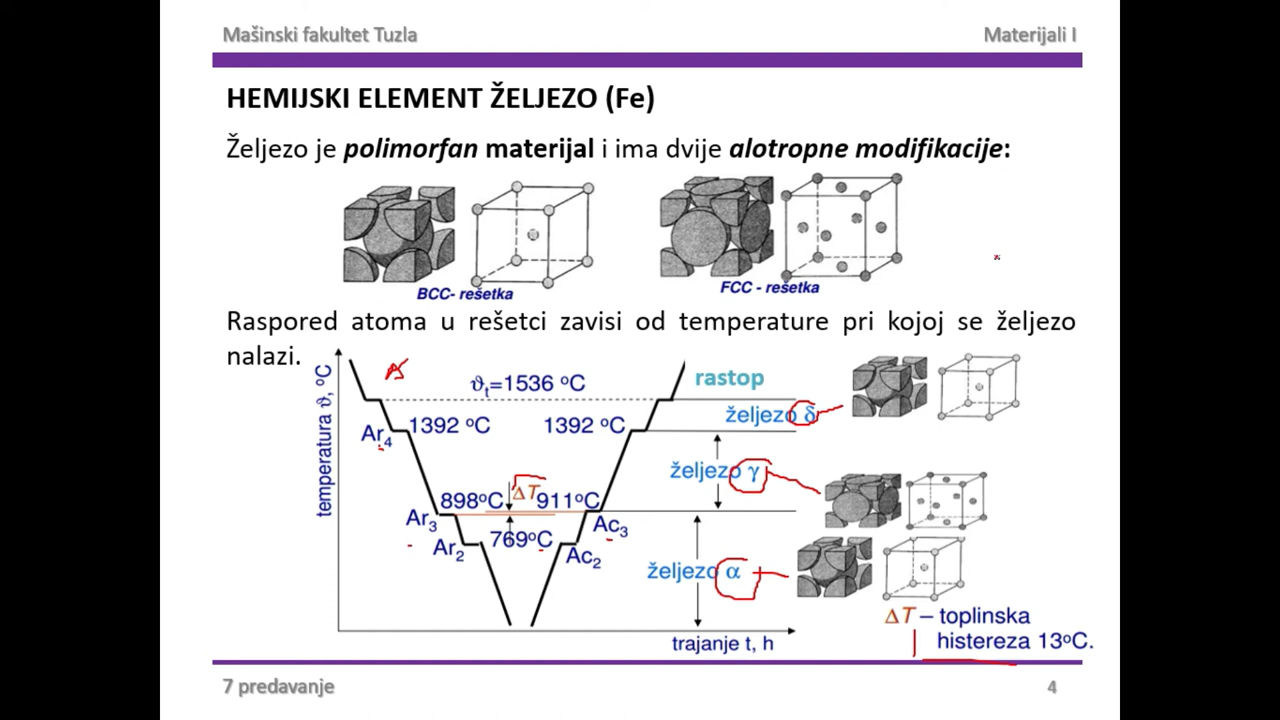 Mašinski fakultet Tuzla
Materijali I
HEMIJSKI ELEMENT ŽELJEZO (Fe)
Željezo je polimorfan materijal i ima dvije alotropne modifikacije:
BCC- rešetka
FCC - rešetka
Raspored atoma u rešetci zavisi od temperature pri kojoj se željezo
nalazi.
temperatura ϑ, °C
ϑt=1536 °C
rastop
1392 °C
1392 °C
željezo δ
Ar4
željezo γ
898°C
ΔT
911°C
Ar3
Ac3
Ar2
769°C
Ac2
željezo α
ΔT – toplinska
histereza 13°C.
trajanje t, h
7 predavanje
4